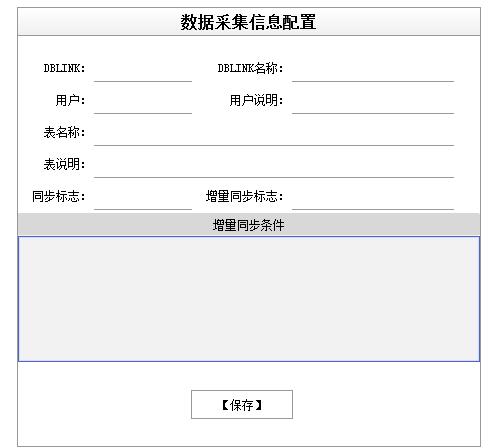 数据采集信息配置
DBLINK: DBLINK名称:
用户: 用户说明:
表名称:
表说明:
同步标志: 增量同步标志:
增量同步条件
【保存】